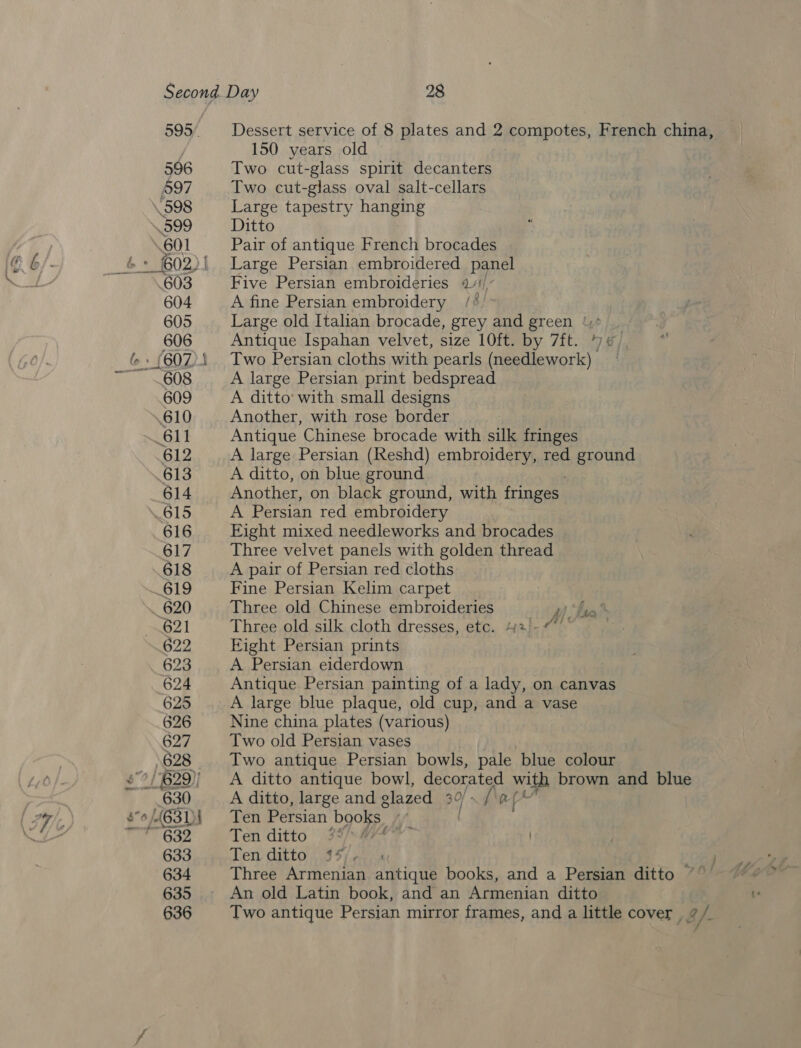 Second Day 28
595 Dessert service of 8 plates and 2 compotes, French china,
150 years old
596 Two cut-glass spirit decanters
597 Two cut-glass oval salt-cellars
598 Large tapestry hanging
599 Ditto
601 Pair of antique French brocades
602 Large Persian embroidered panel
603 Five Persian embroideries
604 A fine Persian embroidery
605 Large old Italian brocade, grey and green
606 Antique Ispahan velvet, size 10ft. by 7ft.
607 Two Persian cloths with pearls (needlework)
608 A large Persian print bedspread
609 A ditto with small designs
610 Another, with rose border
611 Antique Chinese brocade with silk fringes
612 A large Persian (Reshd) embroidery, red ground
613 A ditto, on blue ground
614 Another, on black ground, with fringes
615 A Persian red embroidery
616 Eight mixed needleworks and brocades
617 Three velvet panels with golden thread
618 A pair of Persian red cloths
619 Fine Persian Kelim carpet
620 Three old Chinese embroideries
621 Three old silk cloth dresses, etc.
622 Eight Persian prints
623 A Persian eiderdown
624 Antique Persian painting of a lady, on canvas
625 A large blue plaque, old cup, and a vase
626 Nine china plates (various)
627 Two old Persian vases
628 Two antique Persian bowls, pale blue colour
629 A ditto antique bowl, decorated with brown and blue
630 A ditto, large and glazed
631 Ten Persian books
632 Ten ditto
633 Ten ditto
634 Three Armenian antique books, and a Persian ditto
635 An old Latin book, and an Armenian ditto
636 Two antique Persian mirror frames, and a little cover